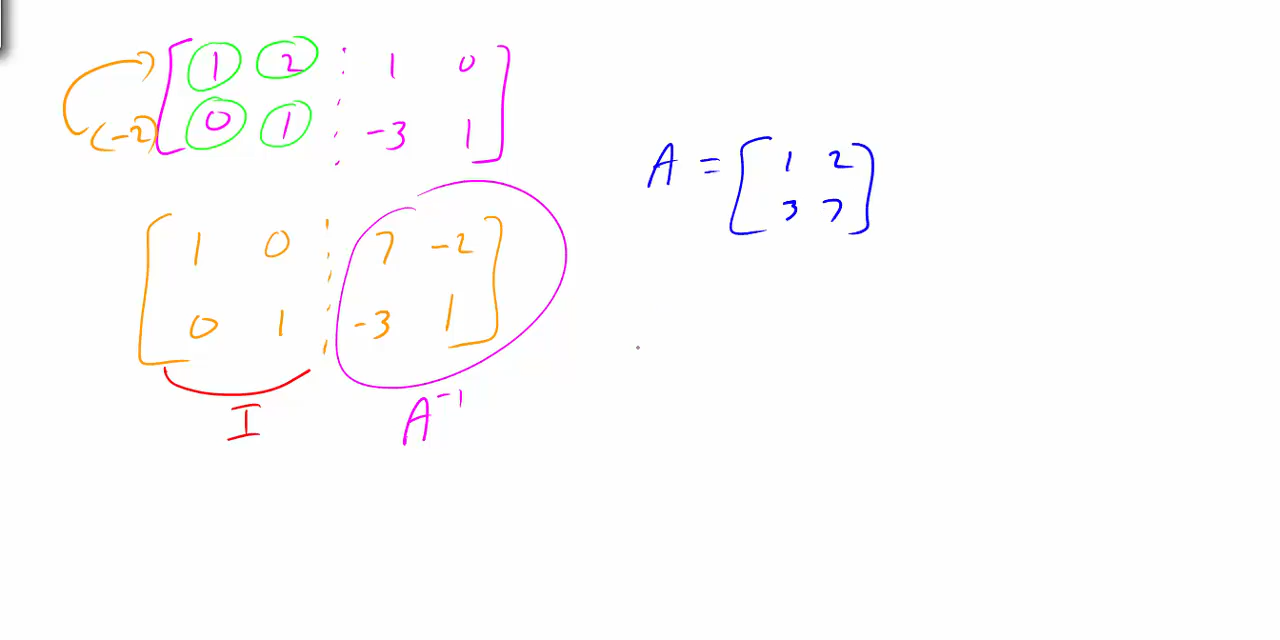 1 2 ⋮ 1 0
(-2) 0 1 ⋮ -3 1
A = [1 2
3 7]
1 0 ⋮ 7 -2
0 1 ⋮ -3 1
I A⁻¹